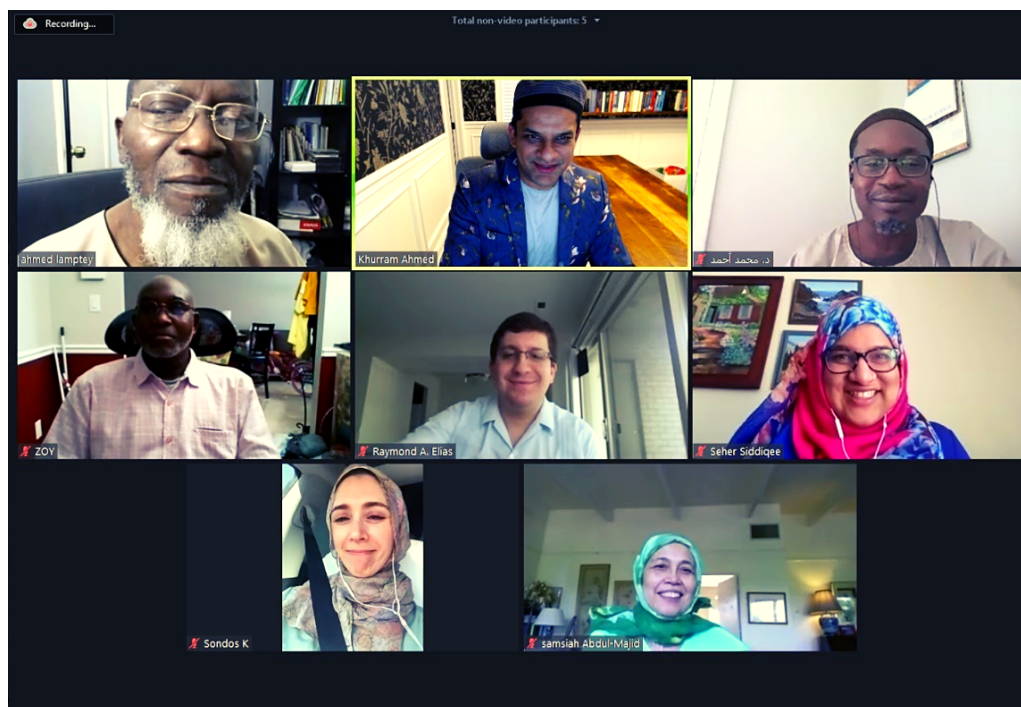 Recording...
Total non-video participants: 5
ahmed lamptey
Khurram Ahmed
د. محمد أحمد
ZOY
Raymond A. Elias
Seher Siddiqee
Sondos K
samsiah Abdul-Majid